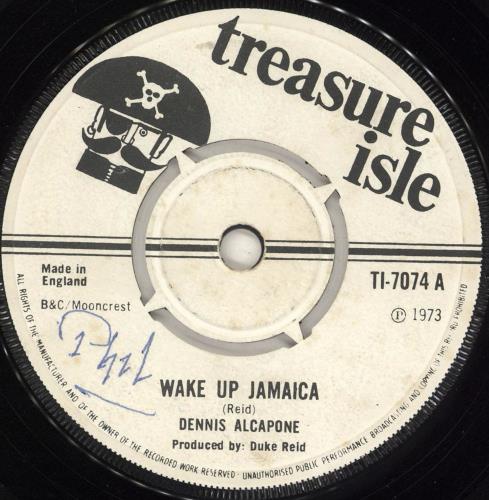 treasure
isle
Made in
England
B&C/Mooncrest
TI-7074 A
Ⓟ 1973
Phil
WAKE UP JAMAICA
(Reid)
DENNIS ALCAPONE
Produced by: Duke Reid
ALL RIGHTS OF THE MANUFACTURER AND OF THE OWNER OF THE RECORDED WORK RESERVED · UNAUTHORISED PUBLIC PERFORMANCE BROADCASTING AND COPYING OF THIS RECORD PROHIBITED